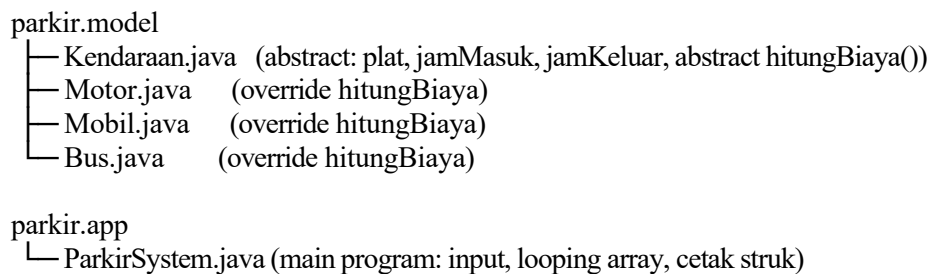 parkir.model
├── Kendaraan.java (abstract: plat, jamMasuk, jamKeluar, abstract hitungBiaya())
├── Motor.java (override hitungBiaya)
├── Mobil.java (override hitungBiaya)
└── Bus.java (override hitungBiaya)
parkir.app
└── ParkirSystem.java (main program: input, looping array, cetak struk)